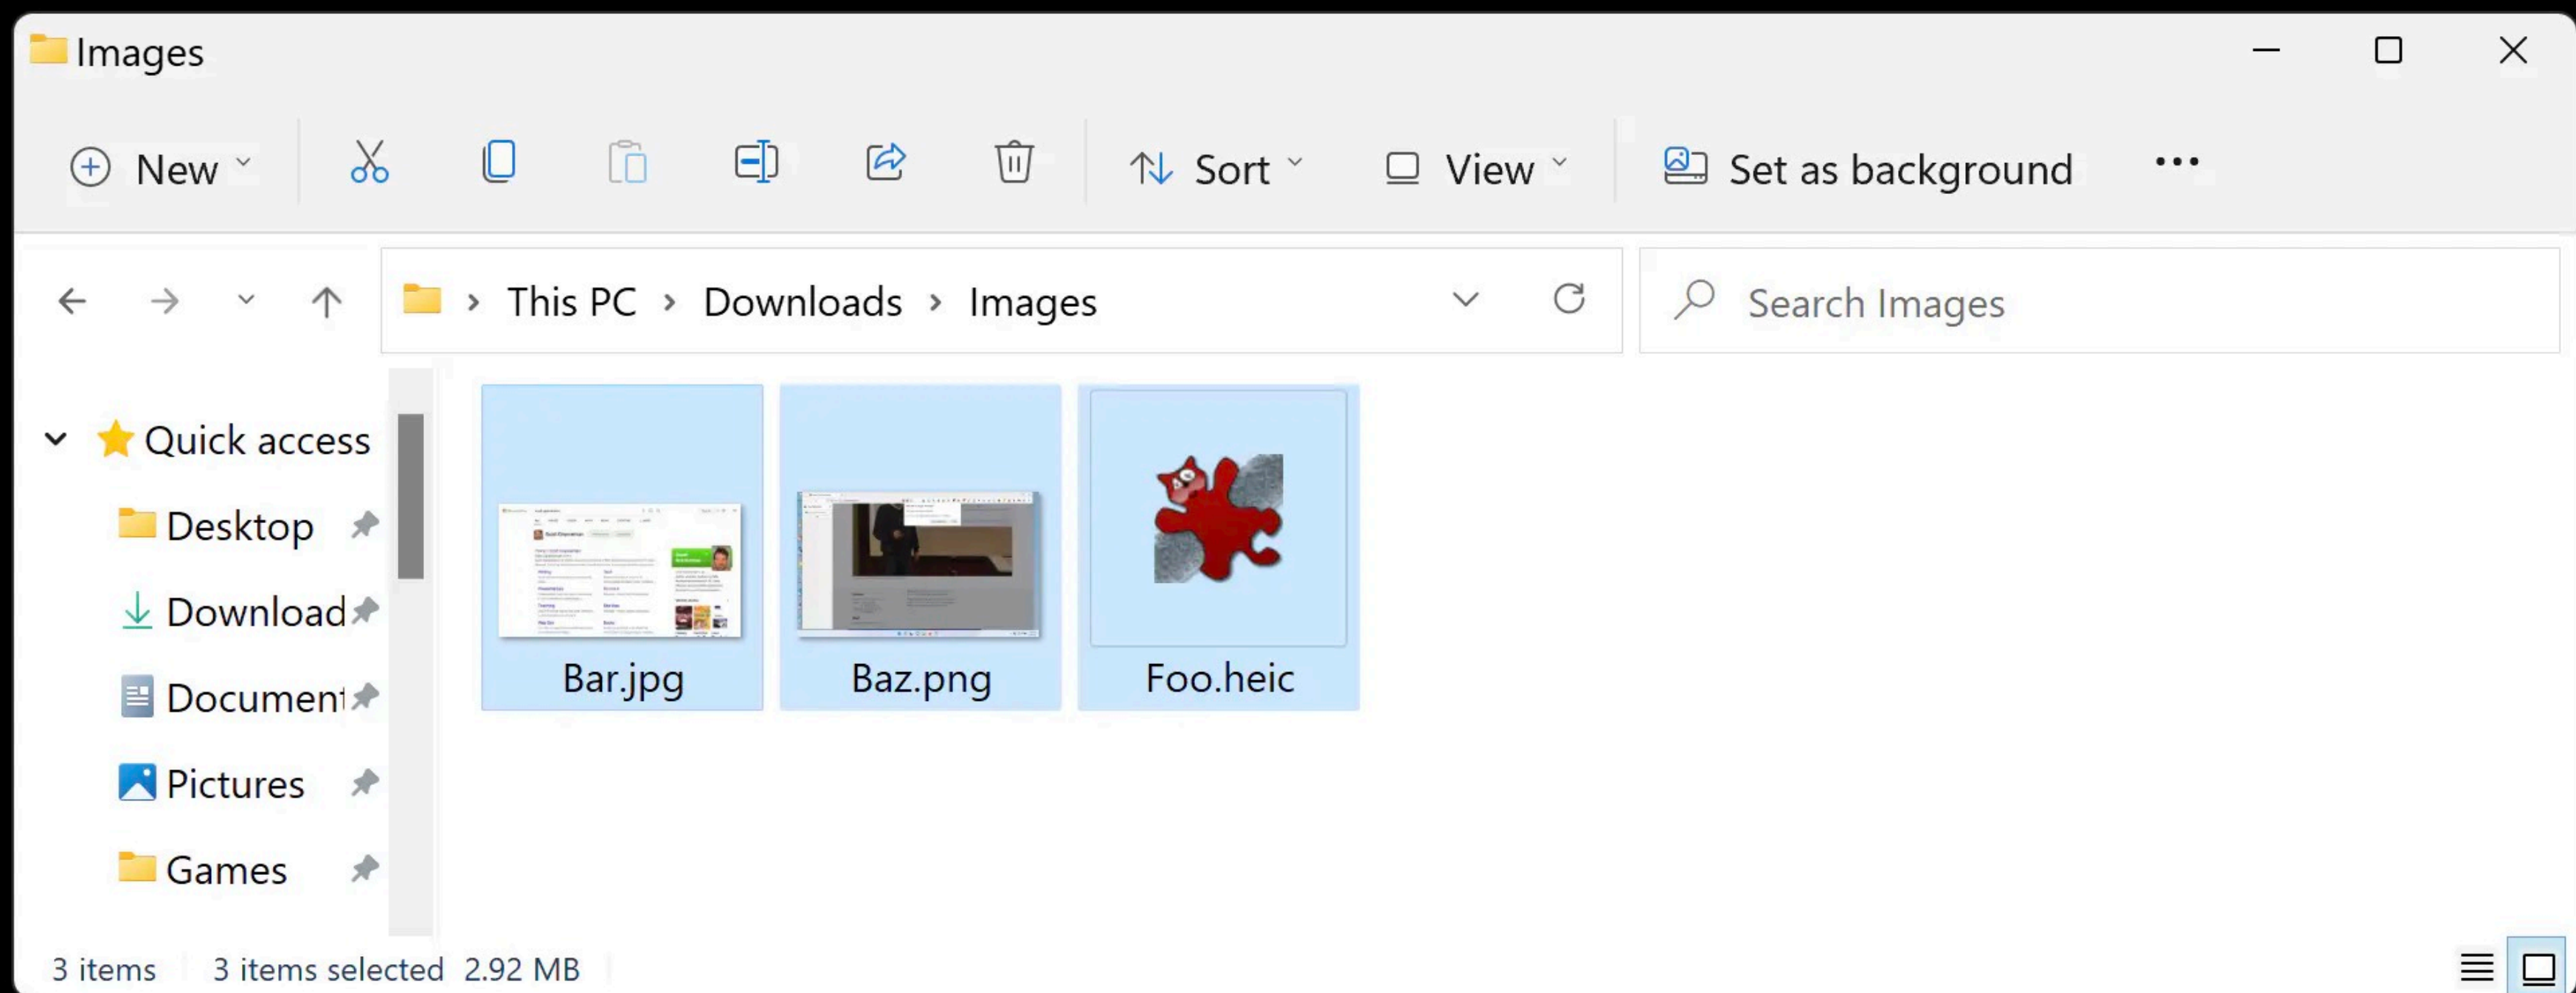 Images
New Sort View Set as background
This PC Downloads Images
Search Images
Quick access
Desktop
Download
Document
Pictures
Games
Bar.jpg
Baz.png
Foo.heic
3 items 3 items selected 2.92 MB